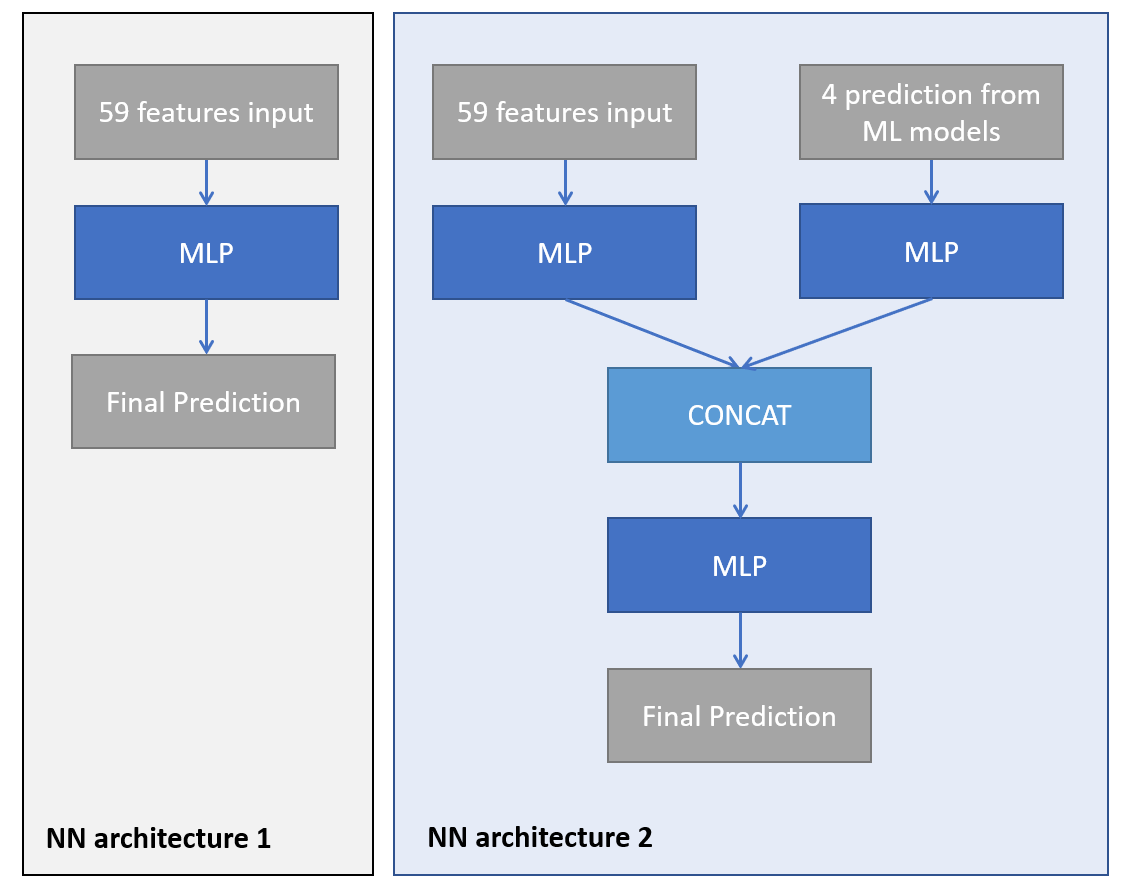 59 features input
MLP
Final Prediction
NN architecture 1
59 features input
4 prediction from
ML models
MLP
MLP
CONCAT
MLP
Final Prediction
NN architecture 2